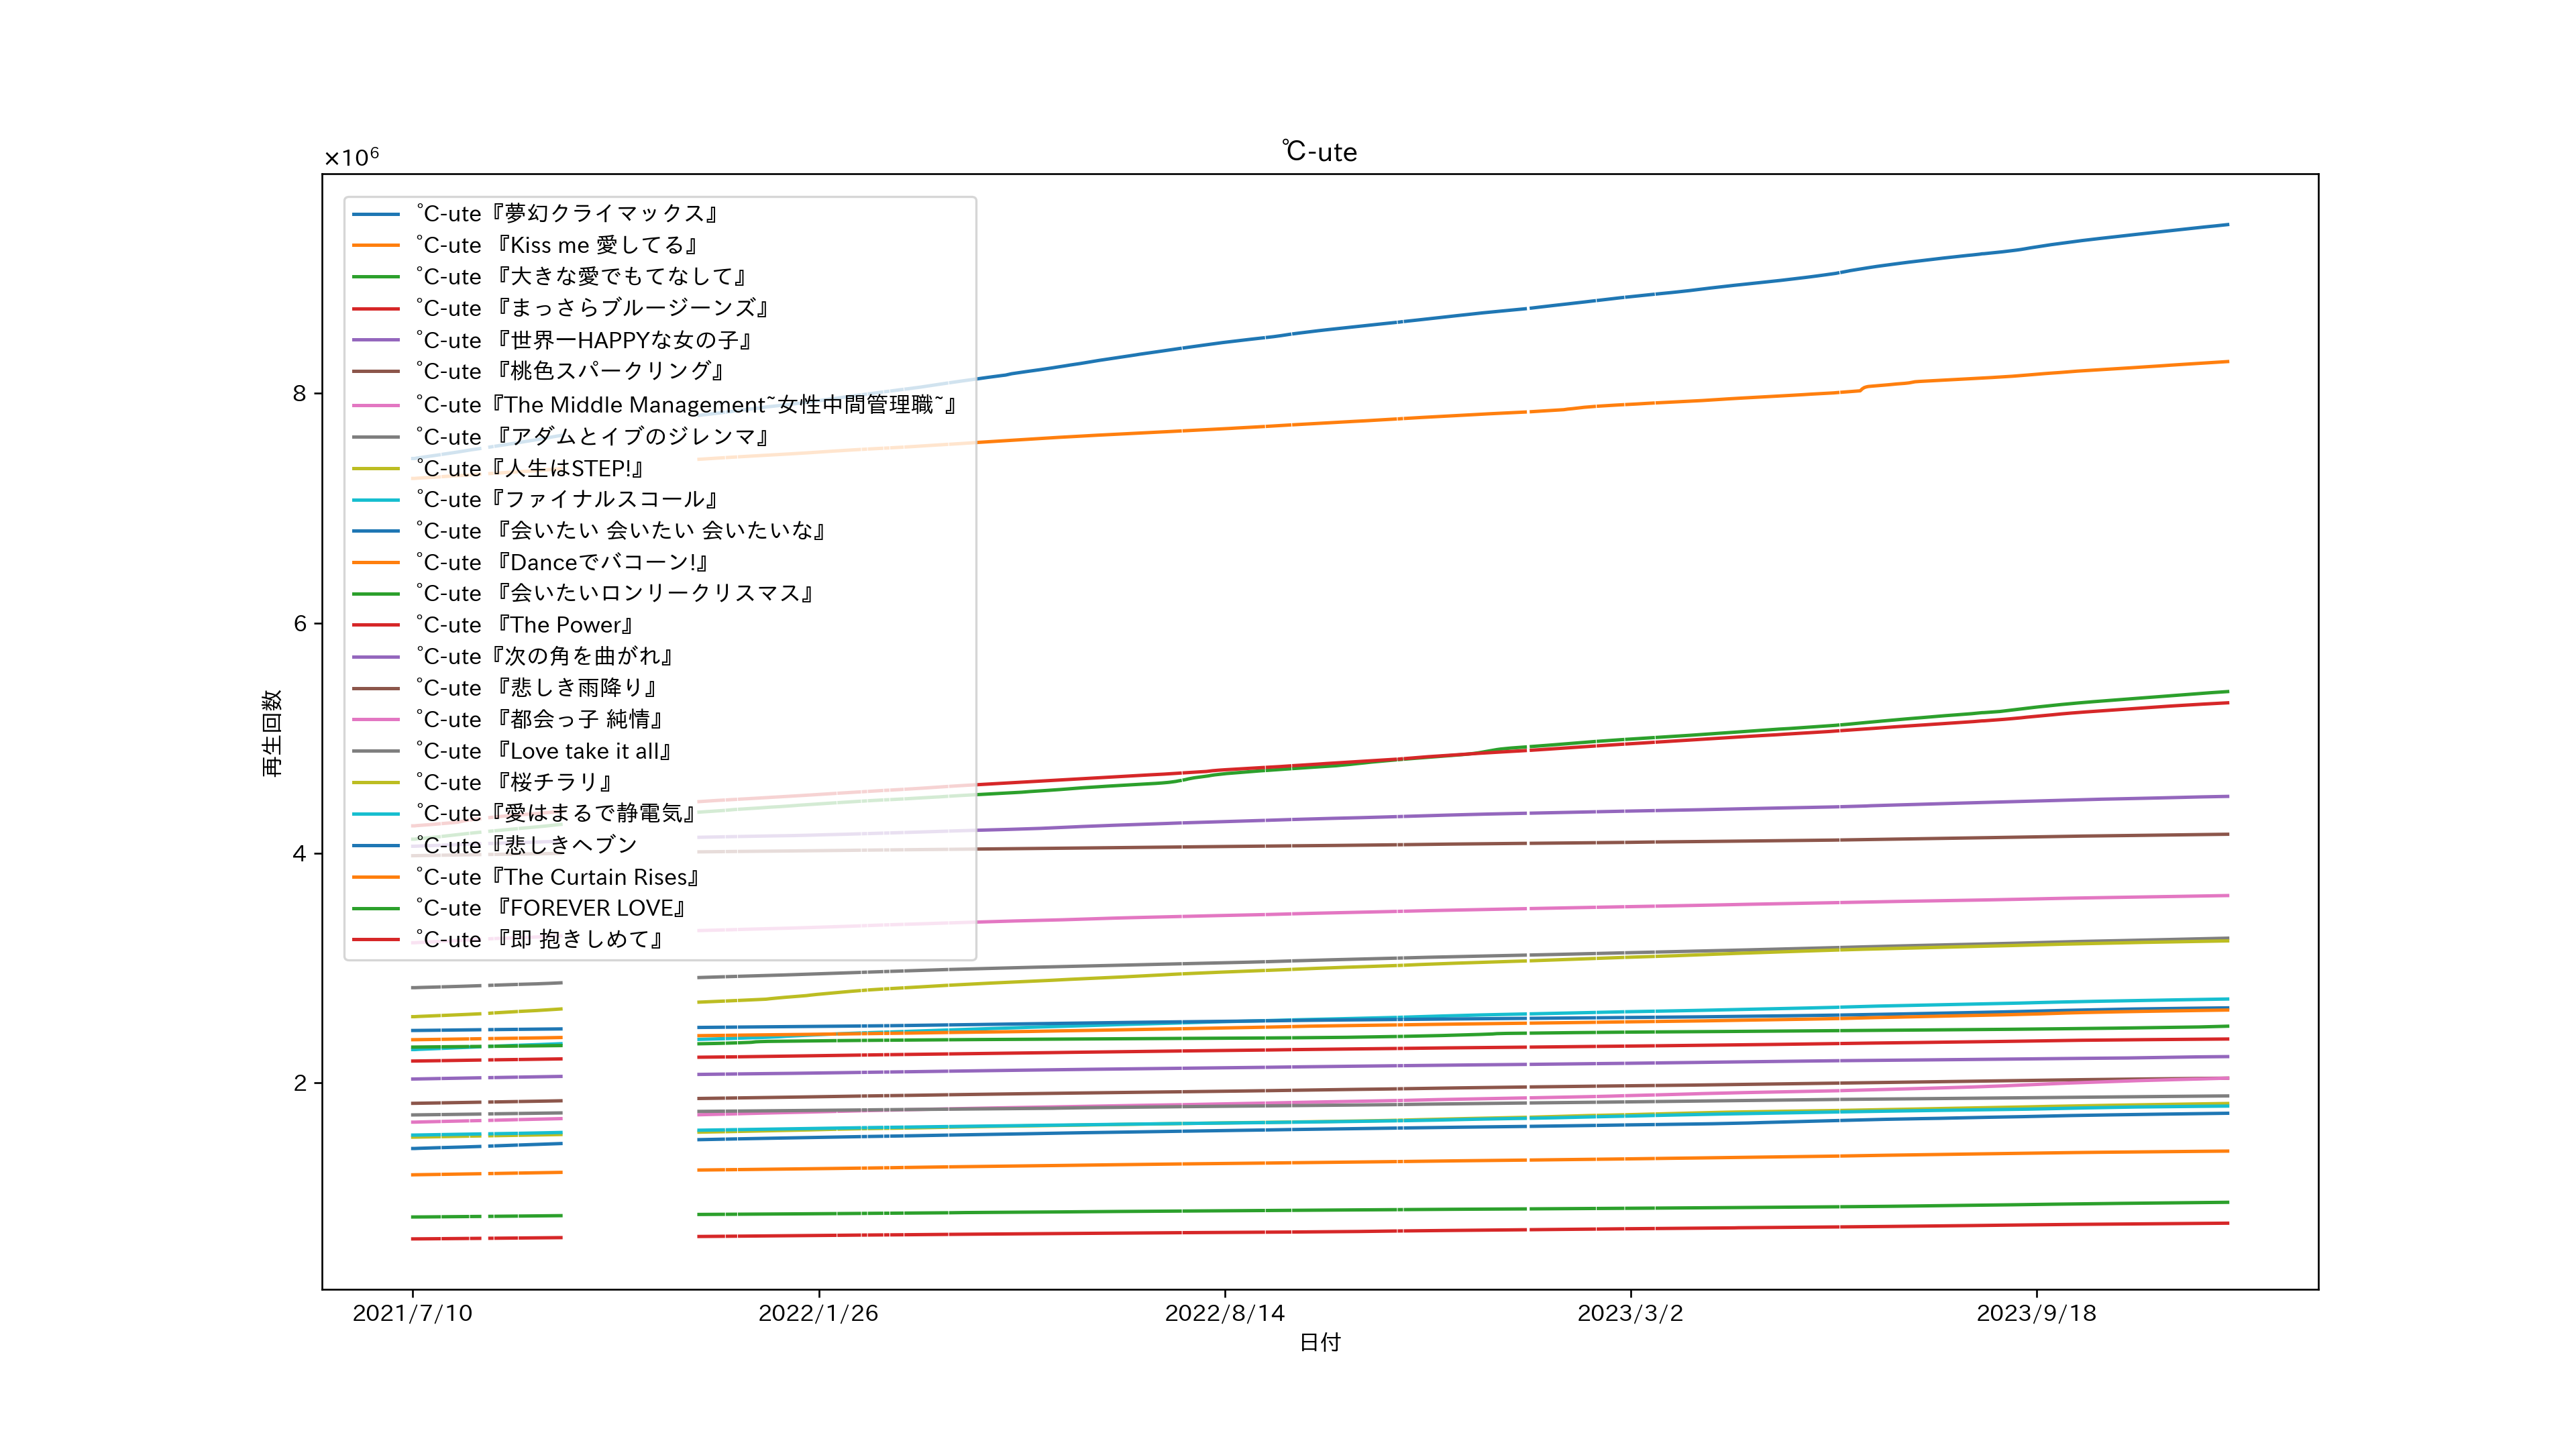 ℃-ute
×10⁶
°C-ute『夢幻クライマックス』
°C-ute 『Kiss me 愛してる』
°C-ute 『大きな愛でもてなして』
°C-ute 『まっさらブルージーンズ』
°C-ute 『世界一HAPPYな女の子』
°C-ute 『桃色スパークリング』
°C-ute『The Middle Management~女性中間管理職~』
°C-ute『アダムとイブのジレンマ』
°C-ute『人生はSTEP!』
°C-ute『ファイナルスコール』
°C-ute 『会いたい 会いたい 会いたいな』
°C-ute 『Danceでバコーン!』
°C-ute 『会いたいロンリークリスマス』
°C-ute 『The Power』
°C-ute『次の角を曲がれ』
°C-ute 『悲しき雨降り』
°C-ute 『都会っ子 純情』
°C-ute 『Love take it all』
°C-ute 『桜チラリ』
°C-ute『愛はまるで静電気』
°C-ute『悲しきヘブン
°C-ute『The Curtain Rises』
°C-ute 『FOREVER LOVE』
°C-ute 『即 抱きしめて』
8
6
4
2
再生回数
2021/7/10
2022/1/26
2022/8/14
2023/3/2
2023/9/18
日付